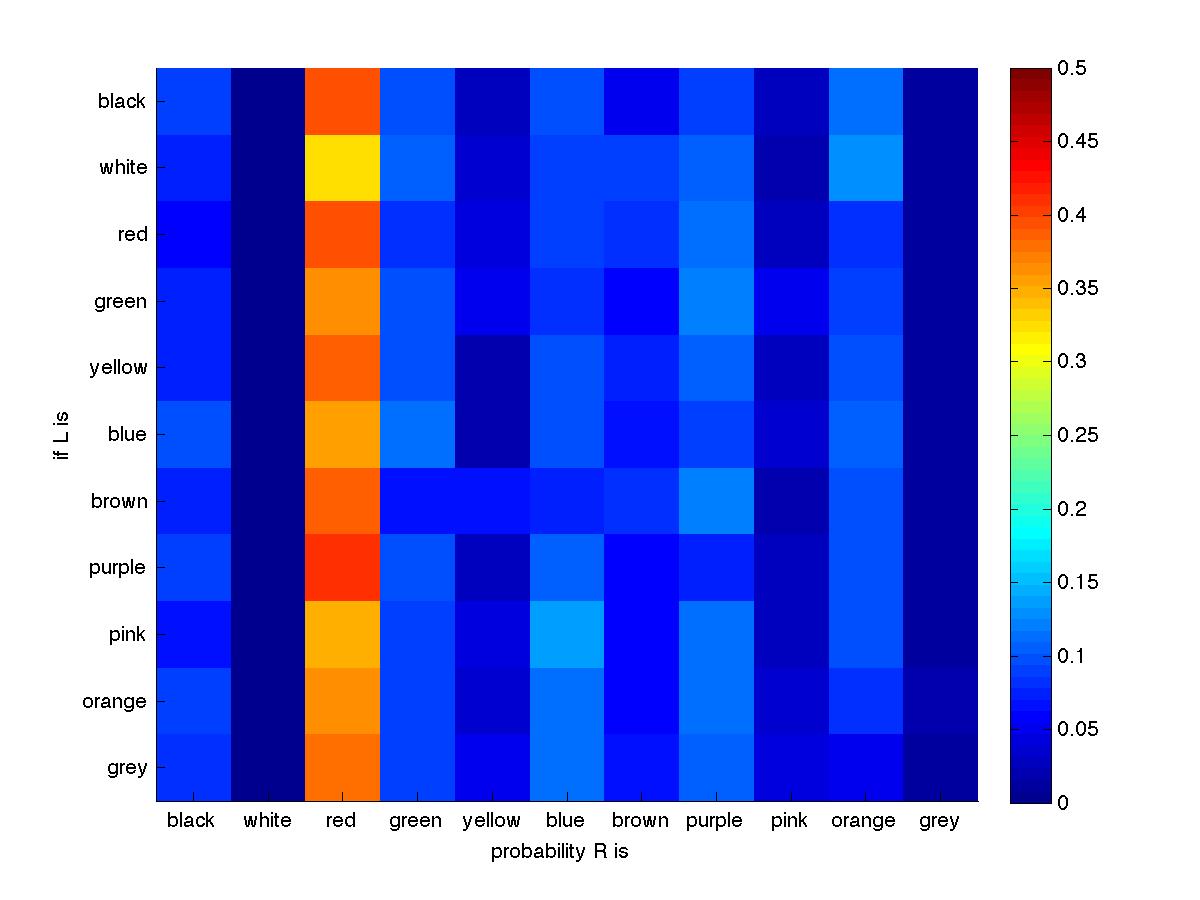 black
white
red
green
yellow
blue
brown
purple
pink
orange
grey
if L is
black white red green yellow blue brown purple pink orange grey
probability R is
0.5
0.45
0.4
0.35
0.3
0.25
0.2
0.15
0.1
0.05
0